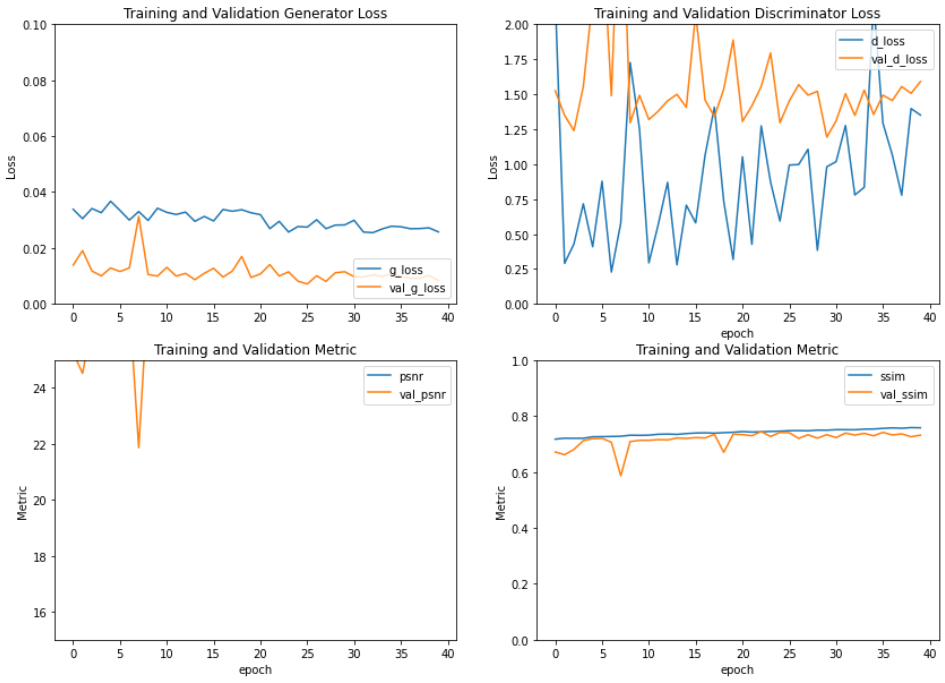 Training and Validation Generator Loss
0.10
0.08
0.06
0.04
0.02
0.00
Loss
g_loss
val_g_loss
0 5 10 15 20 25 30 35 40
Training and Validation Discriminator Loss
2.00
1.75
1.50
1.25
1.00
0.75
0.50
0.25
0.00
Loss
d_loss
val_d_loss
0 5 10 15 20 25 30 35 40
epoch
Training and Validation Metric
24
22
20
18
16
Metric
psnr
val_psnr
0 5 10 15 20 25 30 35 40
epoch
Training and Validation Metric
1.0
0.8
0.6
0.4
0.2
0.0
Metric
ssim
val_ssim
0 5 10 15 20 25 30 35 40
epoch